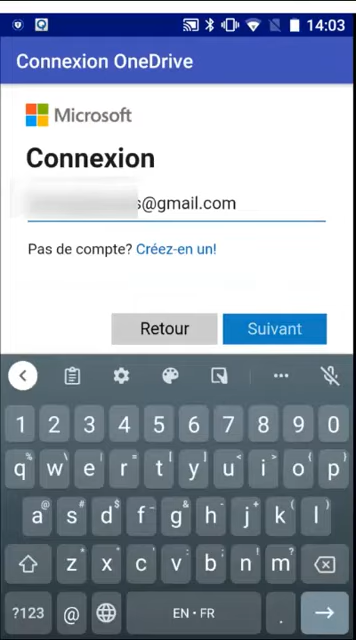 14:03
Connexion OneDrive
Microsoft
Connexion
s@gmail.com
Pas de compte? Créez-en un!
Retour Suivant
1 2 3 4 5 6 7 8 9 0
q w e r t y u i o p
% \ | = [ ] < > { }
a s d f g h j k l
@ # $ _ & - + ( )
z x c v b n m
* " ' : ; ! ?
?123 @ EN • FR .